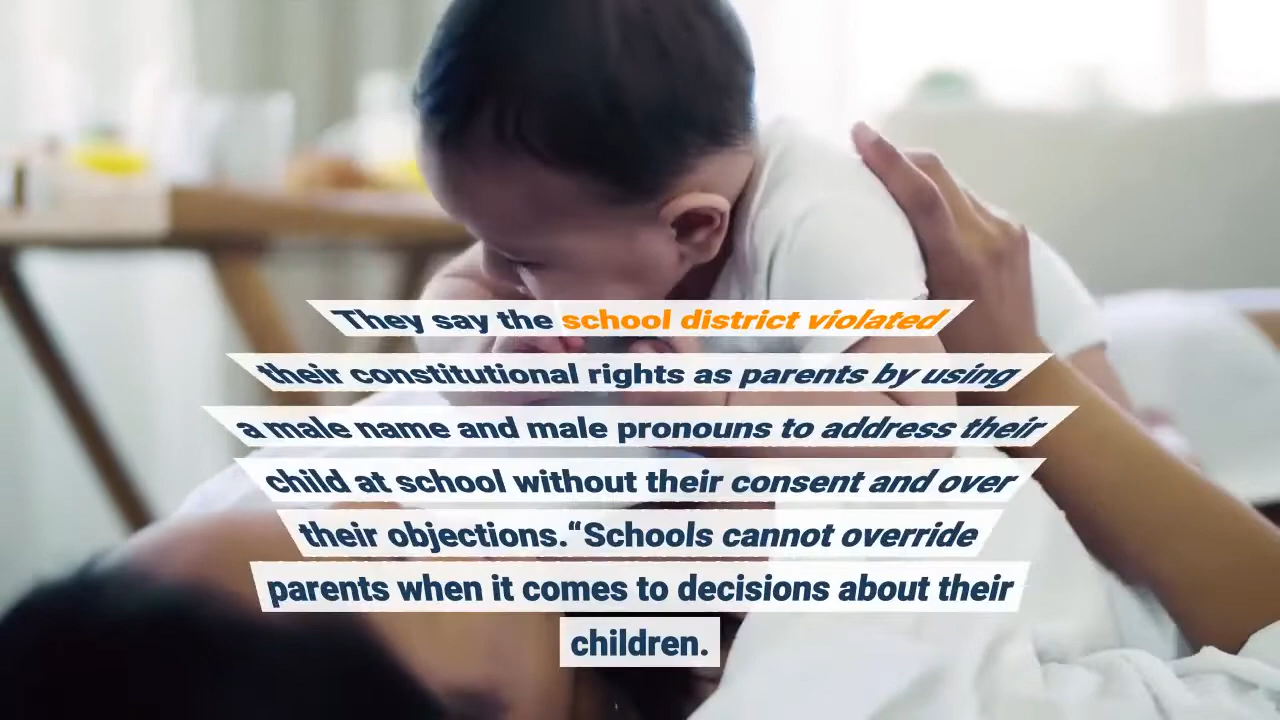 They say the school district violated
their constitutional rights as parents by using
a male name and male pronouns to address their
child at school without their consent and over
their objections.“Schools cannot override
parents when it comes to decisions about their
children.